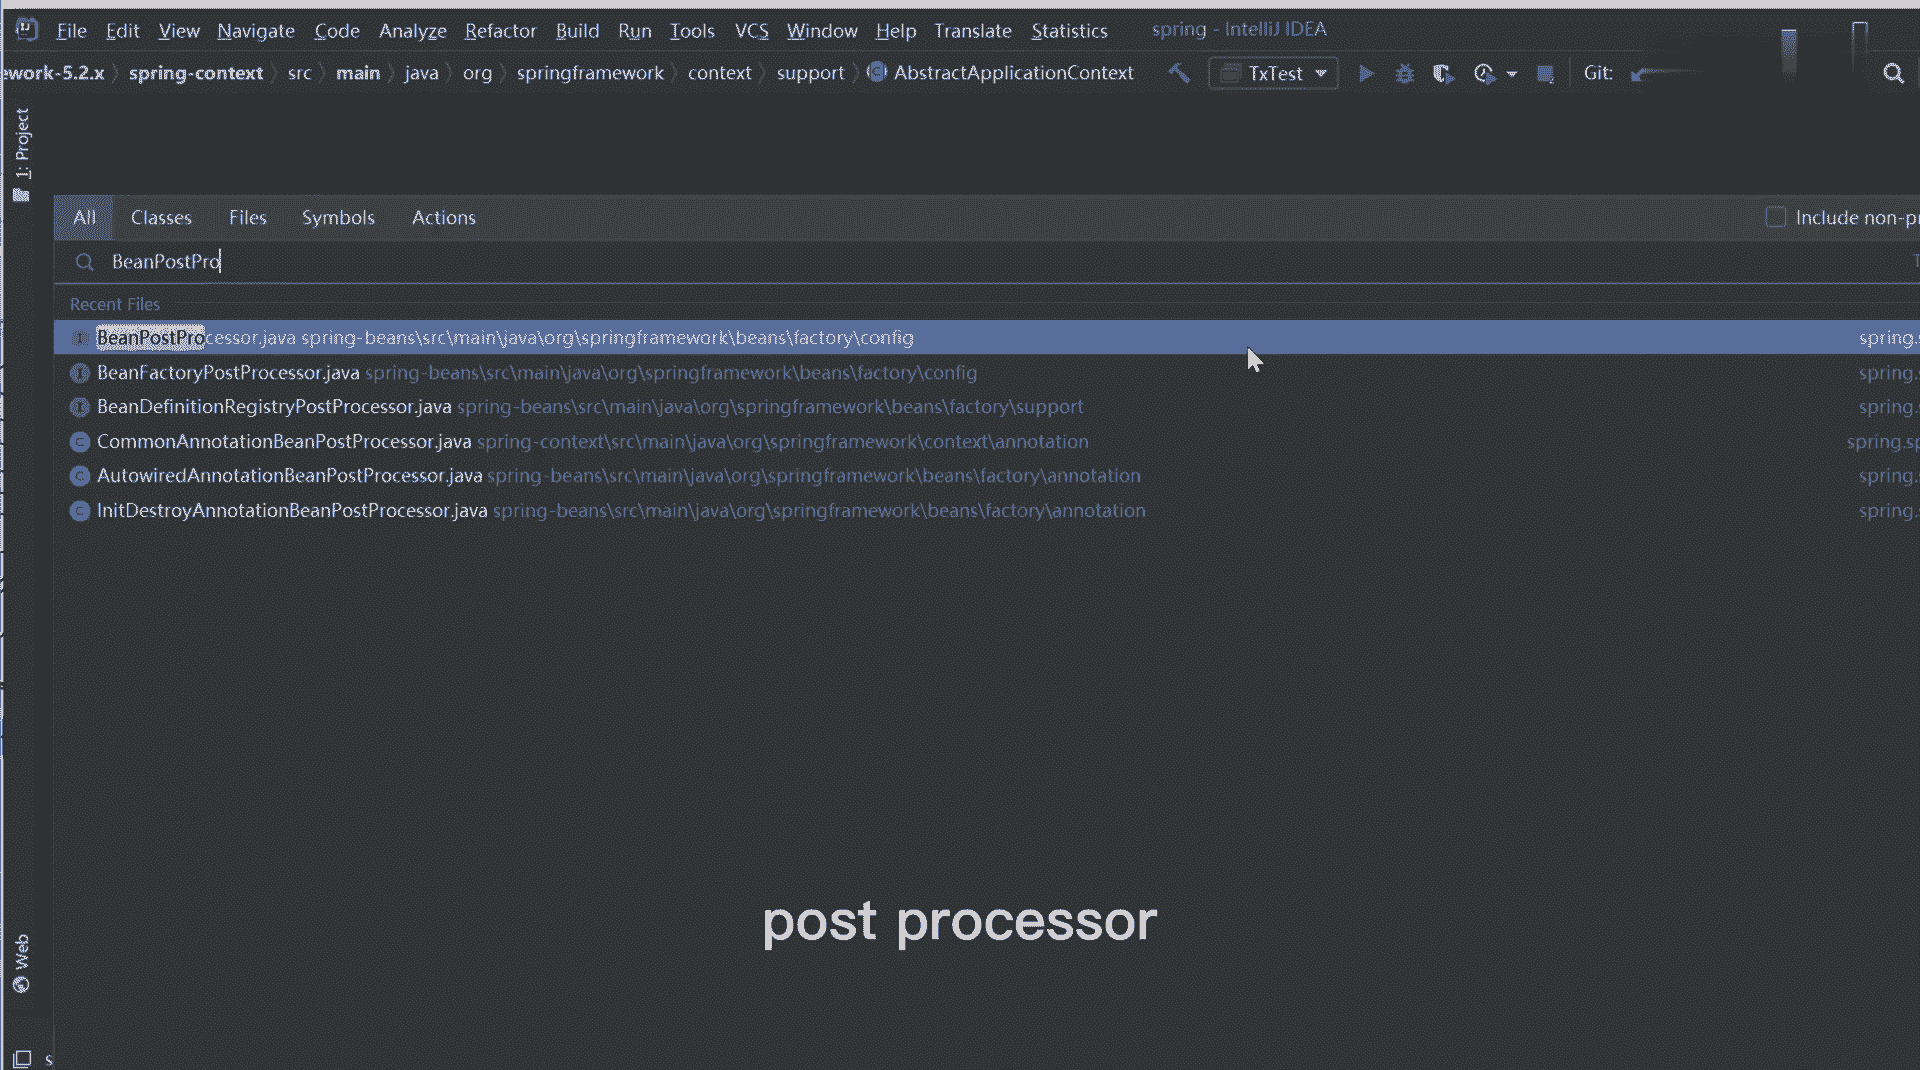 File Edit View Navigate Code Analyze Refactor Build Run Tools VCS Window Help Translate Statistics spring - IntelliJ IDEA
ework-5.2.x spring-context src main java org springframework context support AbstractApplicationContext TxTest Git:
1: Project
All Classes Files Symbols Actions Include non-pr
BeanPostPro
Recent Files
BeanPostProcessor.java spring-beans\src\main\java\org\springframework\beans\factory\config spring.s
BeanFactoryPostProcessor.java spring-beans\src\main\java\org\springframework\beans\factory\config spring.s
BeanDefinitionRegistryPostProcessor.java spring-beans\src\main\java\org\springframework\beans\factory\support spring.s
CommonAnnotationBeanPostProcessor.java spring-context\src\main\java\org\springframework\context\annotation spring.sp
AutowiredAnnotationBeanPostProcessor.java spring-beans\src\main\java\org\springframework\beans\factory\annotation spring.s
InitDestroyAnnotationBeanPostProcessor.java spring-beans\src\main\java\org\springframework\beans\factory\annotation spring.s
post processor
Web
s